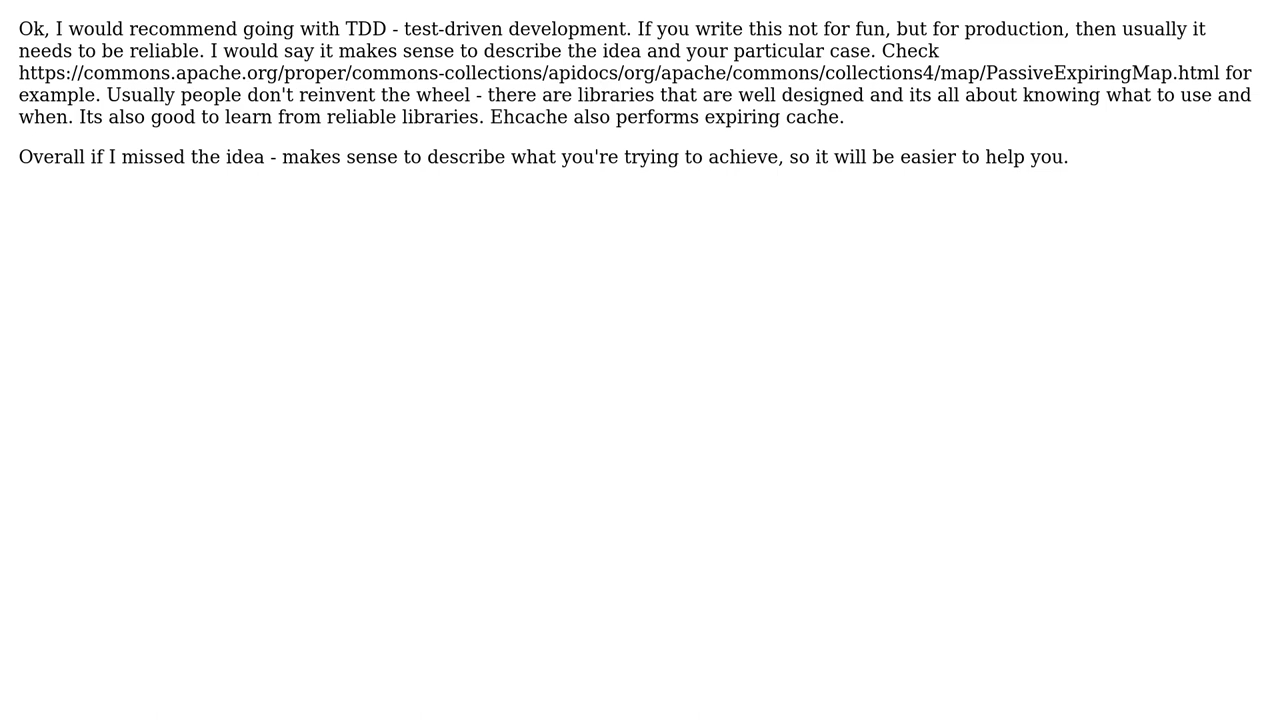 Ok, I would recommend going with TDD - test-driven development. If you write this not for fun, but for production, then usually it
needs to be reliable. I would say it makes sense to describe the idea and your particular case. Check
https://commons.apache.org/proper/commons-collections/apidocs/org/apache/commons/collections4/map/PassiveExpiringMap.html for
example. Usually people don't reinvent the wheel - there are libraries that are well designed and its all about knowing what to use and
when. Its also good to learn from reliable libraries. Ehcache also performs expiring cache.
Overall if I missed the idea - makes sense to describe what you're trying to achieve, so it will be easier to help you.